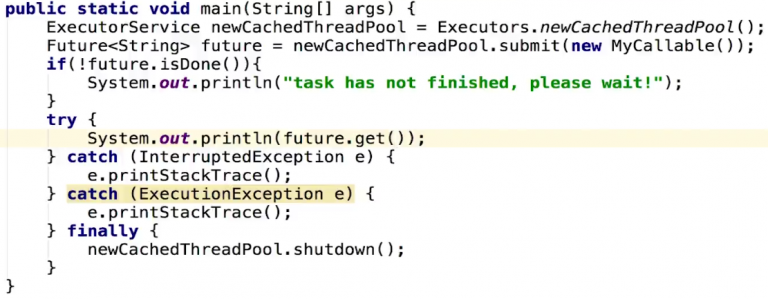 public static void main(String[] args) {
    ExecutorService newCachedThreadPool = Executors.newCachedThreadPool();
    Future<String> future = newCachedThreadPool.submit(new MyCallable());
    if(!future.isDone()){
        System.out.println("task has not finished, please wait!");
    }
    try {
        System.out.println(future.get());
    } catch (InterruptedException e) {
        e.printStackTrace();
    } catch (ExecutionException e) {
        e.printStackTrace();
    } finally {
        newCachedThreadPool.shutdown();
    }
}